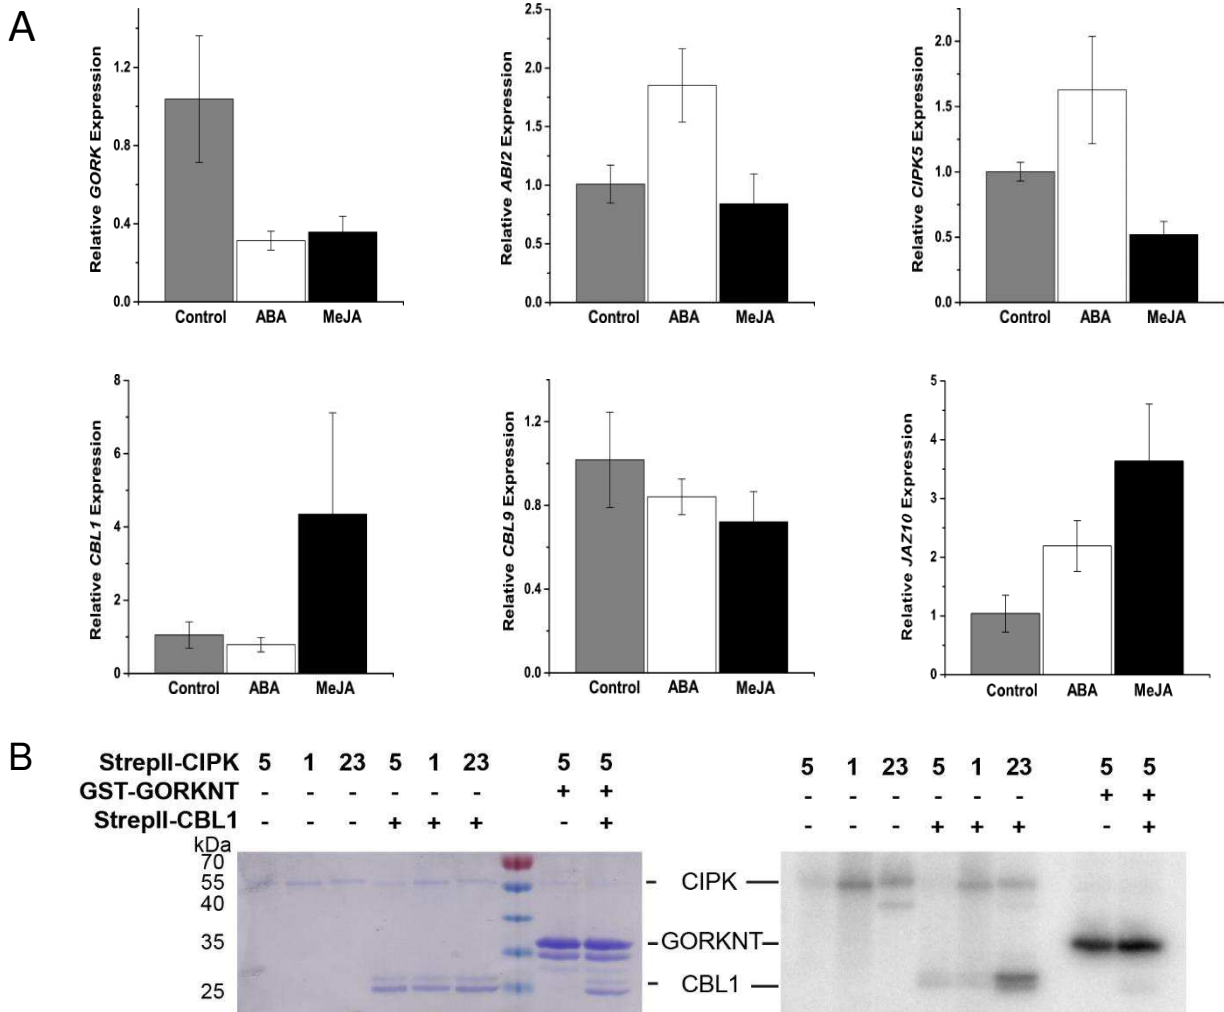 A
Relative GORK Expression
1.2
0.8
0.4
0.0
Control ABA MeJA
Relative ABI2 Expression
2.5
2.0
1.5
1.0
0.5
0.0
Control ABA MeJA
Relative CIPK5 Expression
2.0
1.5
1.0
0.5
0.0
Control ABA MeJA
Relative CBL1 Expression
8
6
4
2
0
Control ABA MeJA
Relative CBL9 Expression
1.2
0.8
0.4
0.0
Control ABA MeJA
Relative JAZ10 Expression
5
4
3
2
1
0
Control ABA MeJA
B
StrepII-CIPK 5 1 23 5 1 23 5 5 5 1 23 5 1 23 5 5
GST-GORKNT - - - - - - + + - - - - - - + +
StrepII-CBL1 - - - + + + - + - - - + + + - +
kDa
70
55
40
35
25
CIPK
GORKNT
CBL1